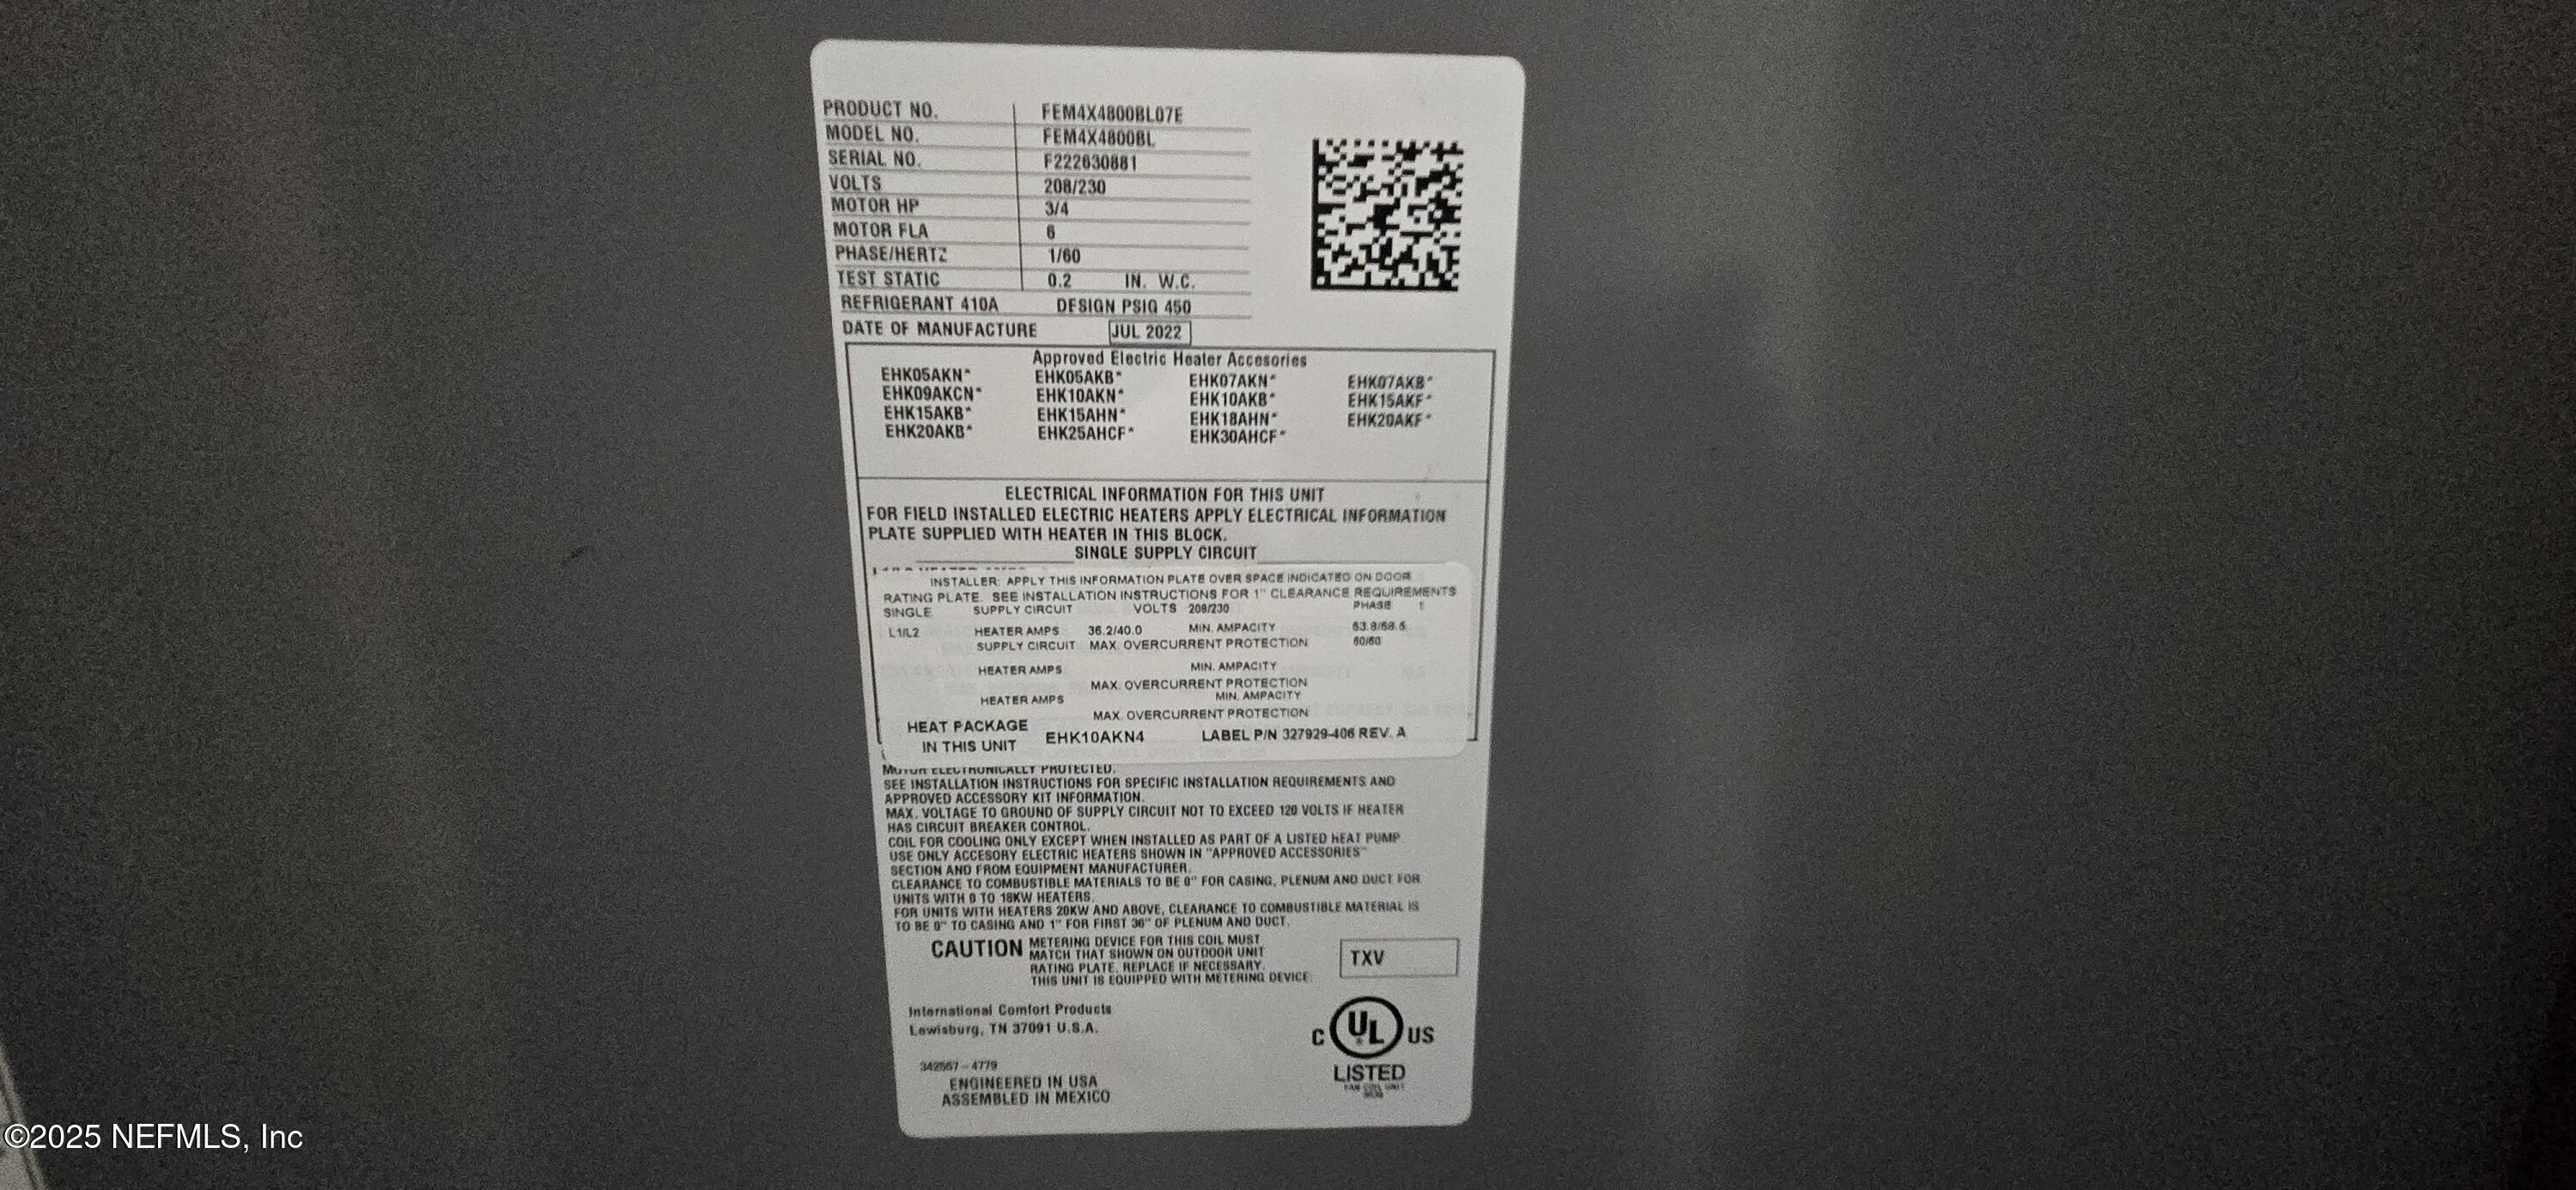 PRODUCT NO. FEM4X4800BL07E
MODEL NO. FEM4X4800BL
SERIAL NO. F222630881
VOLTS 208/230
MOTOR HP 3/4
MOTOR FLA 6
PHASE/HERTZ 1/60
TEST STATIC 0.2 IN. W.C.
REFRIGERANT 410A DESIGN PSIG 450
DATE OF MANUFACTURE JUL 2022
Approved Electric Heater Accesories
EHK05AKN* EHK05AKB* EHK07AKN* EHK07AKB*
EHK09AKCN* EHK10AKN* EHK10AKB* EHK15AKF*
EHK15AKB* EHK15AHN* EHK18AHN* EHK20AKF*
EHK20AKB* EHK25AHCF* EHK30AHCF*
ELECTRICAL INFORMATION FOR THIS UNIT
FOR FIELD INSTALLED ELECTRIC HEATERS APPLY ELECTRICAL INFORMATION
PLATE SUPPLIED WITH HEATER IN THIS BLOCK.
SINGLE SUPPLY CIRCUIT
INSTALLER: APPLY THIS INFORMATION PLATE OVER SPACE INDICATED ON DOOR
RATING PLATE. SEE INSTALLATION INSTRUCTIONS FOR 1" CLEARANCE REQUIREMENTS
SINGLE SUPPLY CIRCUIT VOLTS 208/230 PHASE 1
L1/L2 HEATER AMPS 36.2/40.0 MIN. AMPACITY
SUPPLY CIRCUIT MAX. OVERCURRENT PROTECTION 60/60
HEATER AMPS MIN. AMPACITY
MAX. OVERCURRENT PROTECTION
HEATER AMPS MIN. AMPACITY
MAX. OVERCURRENT PROTECTION
HEAT PACKAGE
IN THIS UNIT EHK10AKN4 LABEL P/N 327929-406 REV. A
MOTOR ELECTRONICALLY PROTECTED.
SEE INSTALLATION INSTRUCTIONS FOR SPECIFIC INSTALLATION REQUIREMENTS AND
APPROVED ACCESSORY KIT INFORMATION.
MAX. VOLTAGE TO GROUND OF SUPPLY CIRCUIT NOT TO EXCEED 120 VOLTS IF HEATER
HAS CIRCUIT BREAKER CONTROL.
COIL FOR COOLING ONLY EXCEPT WHEN INSTALLED AS PART OF A LISTED HEAT PUMP
USE ONLY ACCESORY ELECTRIC HEATERS SHOWN IN "APPROVED ACCESSORIES"
SECTION AND FROM EQUIPMENT MANUFACTURER.
CLEARANCE TO COMBUSTIBLE MATERIALS TO BE 0" FOR CASING, PLENUM AND DUCT FOR
UNITS WITH 0 TO 18KW HEATERS.
FOR UNITS WITH HEATERS 20KW AND ABOVE, CLEARANCE TO COMBUSTIBLE MATERIAL IS
TO BE 0" TO CASING AND 1" FOR FIRST 36" OF PLENUM AND DUCT.
CAUTION METERING DEVICE FOR THIS COIL MUST
MATCH THAT SHOWN ON OUTDOOR UNIT
RATING PLATE. REPLACE IF NECESSARY.
THIS UNIT IS EQUIPPED WITH METERING DEVICE:
TXV
International Comfort Products
Lewisburg, TN 37091 U.S.A.
C UL US
LISTED
FAN COIL UNIT
342567-4779
ENGINEERED IN USA
ASSEMBLED IN MEXICO
©2025 NEFMLS, Inc